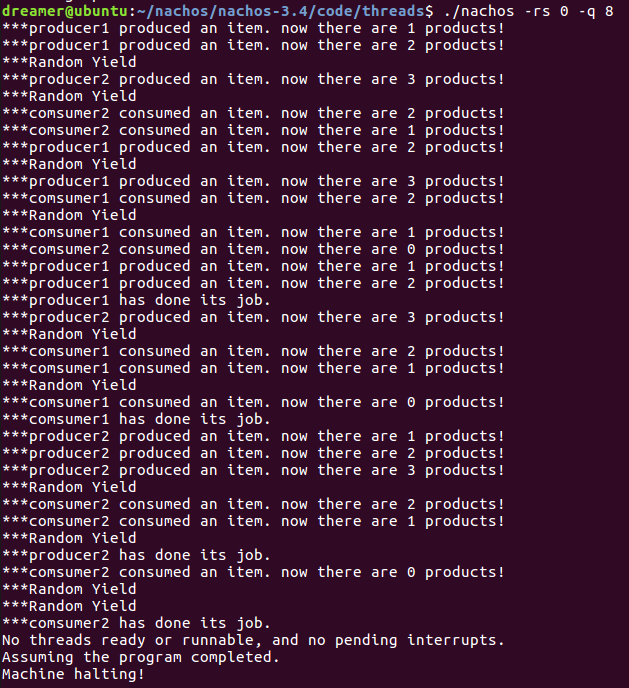 dreamer@ubuntu:~/nachos/nachos-3.4/code/threads$ ./nachos -rs 0 -q 8
***producer1 produced an item. now there are 1 products!
***producer1 produced an item. now there are 2 products!
***Random Yield
***producer2 produced an item. now there are 3 products!
***Random Yield
***comsumer2 consumed an item. now there are 2 products!
***comsumer2 consumed an item. now there are 1 products!
***producer1 produced an item. now there are 2 products!
***Random Yield
***producer1 produced an item. now there are 3 products!
***comsumer1 consumed an item. now there are 2 products!
***Random Yield
***comsumer1 consumed an item. now there are 1 products!
***comsumer2 consumed an item. now there are 0 products!
***producer1 produced an item. now there are 1 products!
***producer1 produced an item. now there are 2 products!
***producer1 has done its job.
***producer2 produced an item. now there are 3 products!
***Random Yield
***comsumer1 consumed an item. now there are 2 products!
***comsumer1 consumed an item. now there are 1 products!
***Random Yield
***comsumer1 consumed an item. now there are 0 products!
***comsumer1 has done its job.
***producer2 produced an item. now there are 1 products!
***producer2 produced an item. now there are 2 products!
***producer2 produced an item. now there are 3 products!
***Random Yield
***comsumer2 consumed an item. now there are 2 products!
***comsumer2 consumed an item. now there are 1 products!
***Random Yield
***producer2 has done its job.
***comsumer2 consumed an item. now there are 0 products!
***Random Yield
***Random Yield
***comsumer2 has done its job.
No threads ready or runnable, and no pending interrupts.
Assuming the program completed.
Machine halting!